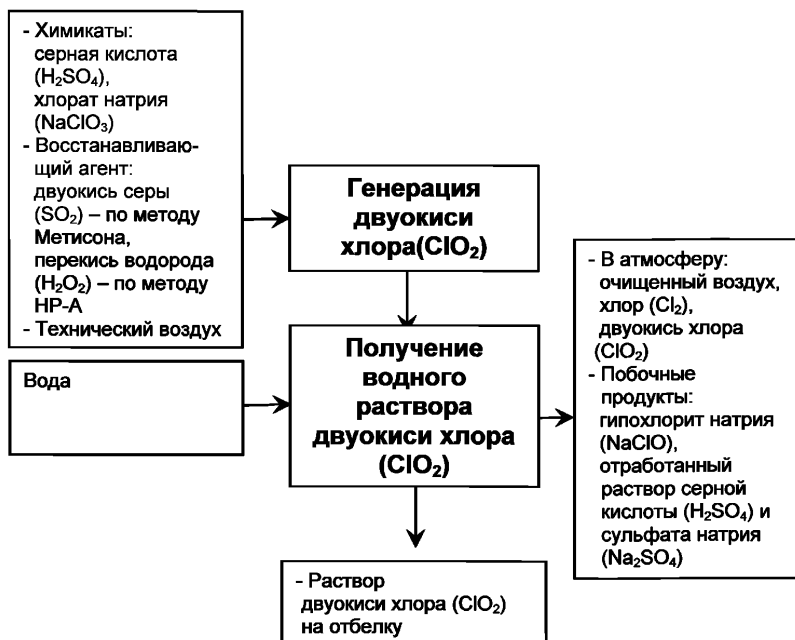 - Химикаты:
серная кислота
(H₂SO₄),
хлорат натрия
(NaClO₃)
- Восстанавливаю-
щий агент:
двуокись серы
(SO₂) – по методу
Метисона,
перекись водорода
(H₂O₂) – по методу
НР-А
- Технический воздух
Генерация
двуокиси
хлора(ClO₂)
Вода
Получение
водного
раствора
двуокиси хлора
(ClO₂)
- В атмосферу:
очищенный воздух,
хлор (Cl₂),
двуокись хлора
(ClO₂)
- Побочные
продукты:
гипохлорит натрия
(NaClO),
отработанный
раствор серной
кислоты (H₂SO₄) и
сульфата натрия
(Na₂SO₄)
- Раствор
двуокиси хлора (ClO₂)
на отбелку